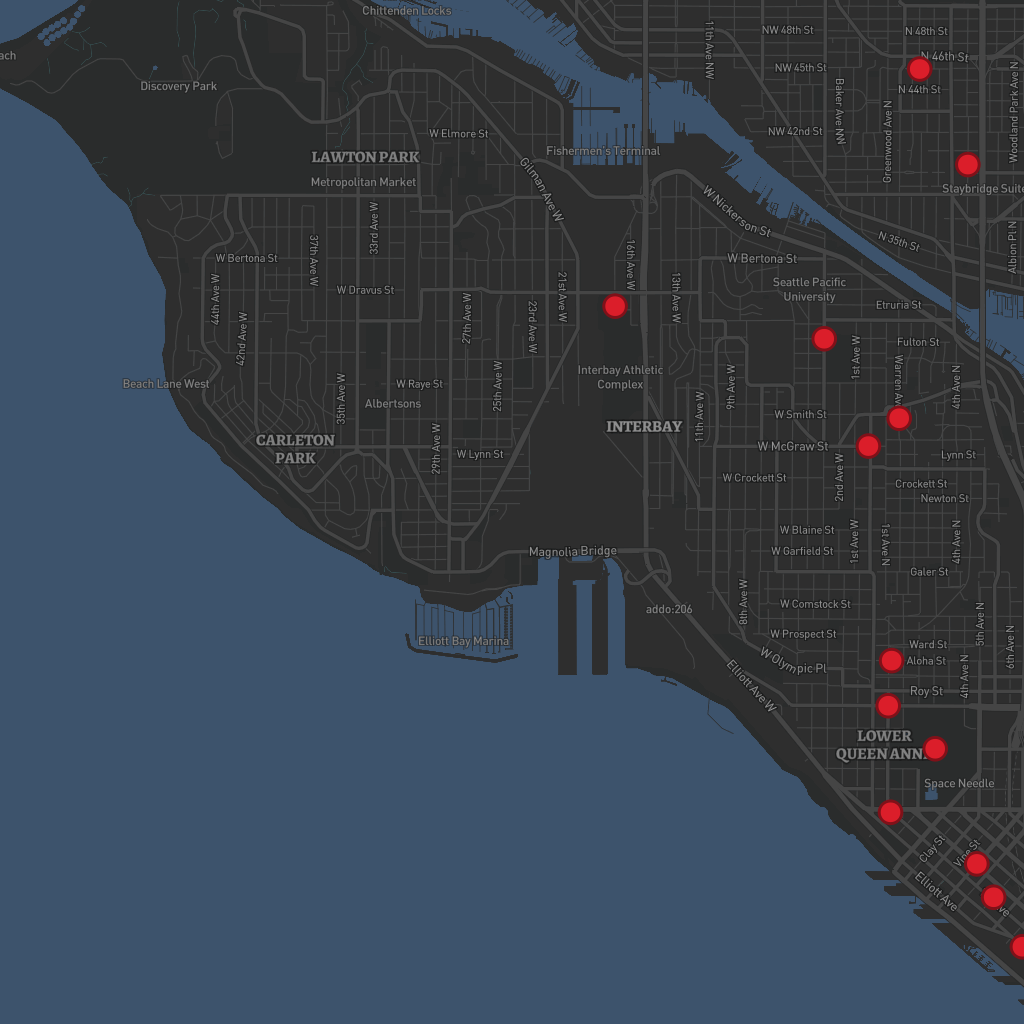 Chittenden Locks
11th Ave NW
NW 48th St
N 48th St
ach
N 46th St
NW 45th St
Discovery Park
N 44th St
Baker Ave NW
Woodland Park Ave N
Greenwood Ave N
W Elmore St
NW 42nd St
Fishermen's Terminal
LAWTON PARK
Gilman Ave W
Metropolitan Market
Staybridge Suite
W Nickerson St
33rd Ave W
37th Ave W
N 35th St
Albion Pl N
16th Ave W
W Bertona St
W Bertona St
Seattle Pacific
University
44th Ave W
W Dravus St
21st Ave W
13th Ave W
27th Ave W
23rd Ave W
Etruria St
42nd Ave W
Fulton St
1st Ave W
Interbay Athletic
Complex
Beach Lane West
W Raye St
25th Ave W
6th Ave W
Warren Av
4th Ave N
35th Ave W
Albertsons
11th Ave W
W Smith St
INTERBAY
CARLETON
PARK
29th Ave W
W Lynn St
W McGraw St
Lynn St
W Crockett St
2nd Ave W
Crockett St
Newton St
W Blaine St
1st Ave W
1st Ave N
4th Ave N
Magnolia Bridge
W Garfield St
Galer St
8th Ave W
W Comstock St
addo:206
5th Ave N
6th Ave N
W Prospect St
Elliott Bay Marina
Ward St
W Olympic Pl
Aloha St
4th Ave N
Elliott Ave W
Roy St
LOWER
QUEEN ANN
Space Needle
Clay St
Vine St
Elliott Ave
ve